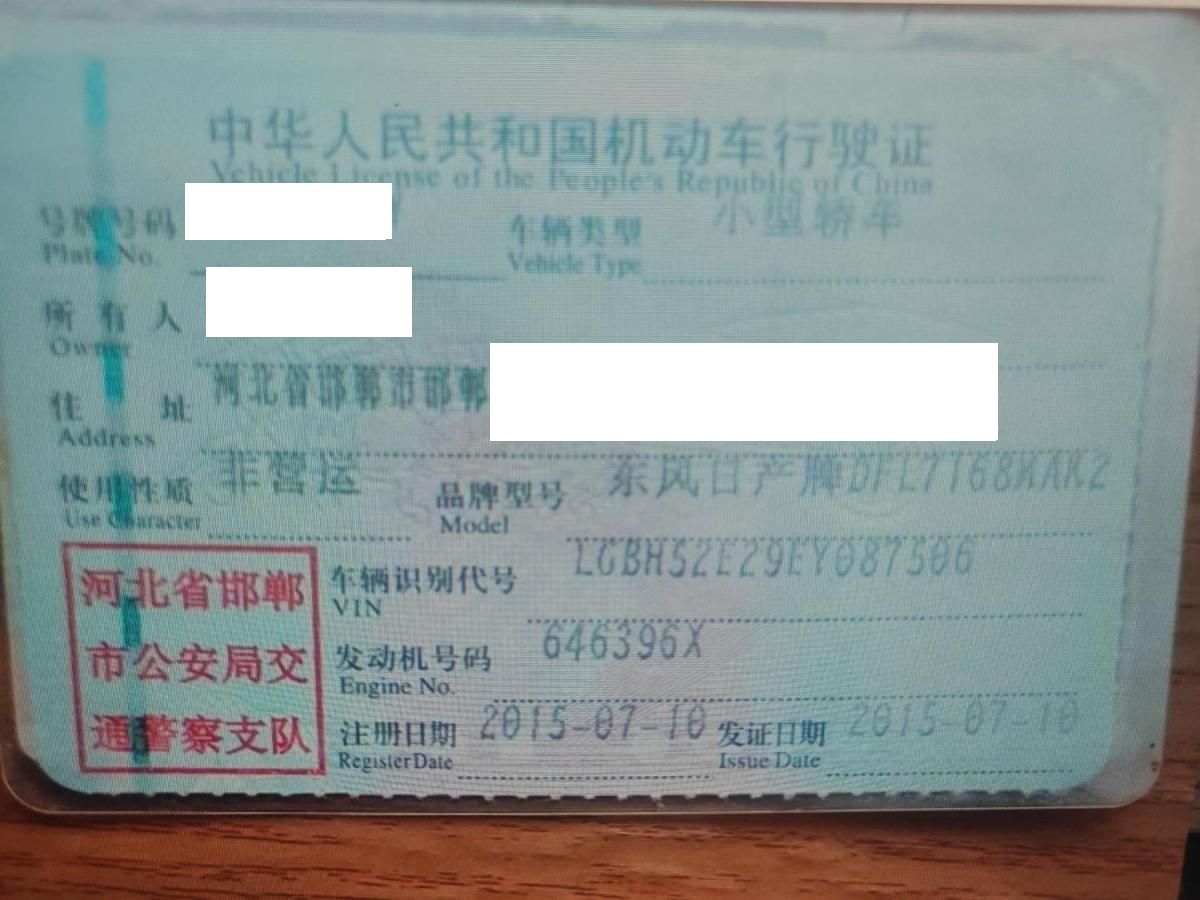 中华人民共和国机动车行驶证
Vehicle License of the People's Republic of China
号牌号码 车辆类型 小型轿车
Plate No. Vehicle Type
所有人
Owner
住址 河北省邯郸市邯郸
Address
使用性质 非营运 品牌型号 东风日产牌DFL7168MAK2
Use Character Model
河北省邯郸
市公安局交
通警察支队
车辆识别代号 LGBH52E29EY087506
VIN
发动机号码 646396X
Engine No.
注册日期 2015-07-10 发证日期 2015-07-10
Register Date Issue Date